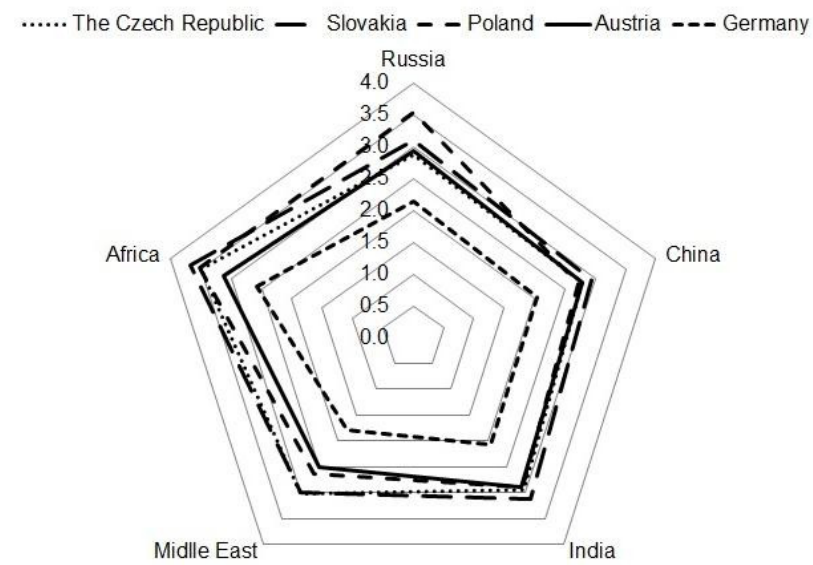 The Czech Republic Slovakia Poland Austria Germany
Russia
4.0
3.5
3.0
2.5
2.0
1.5
1.0
0.5
0.0
Africa
China
Midlle East
India